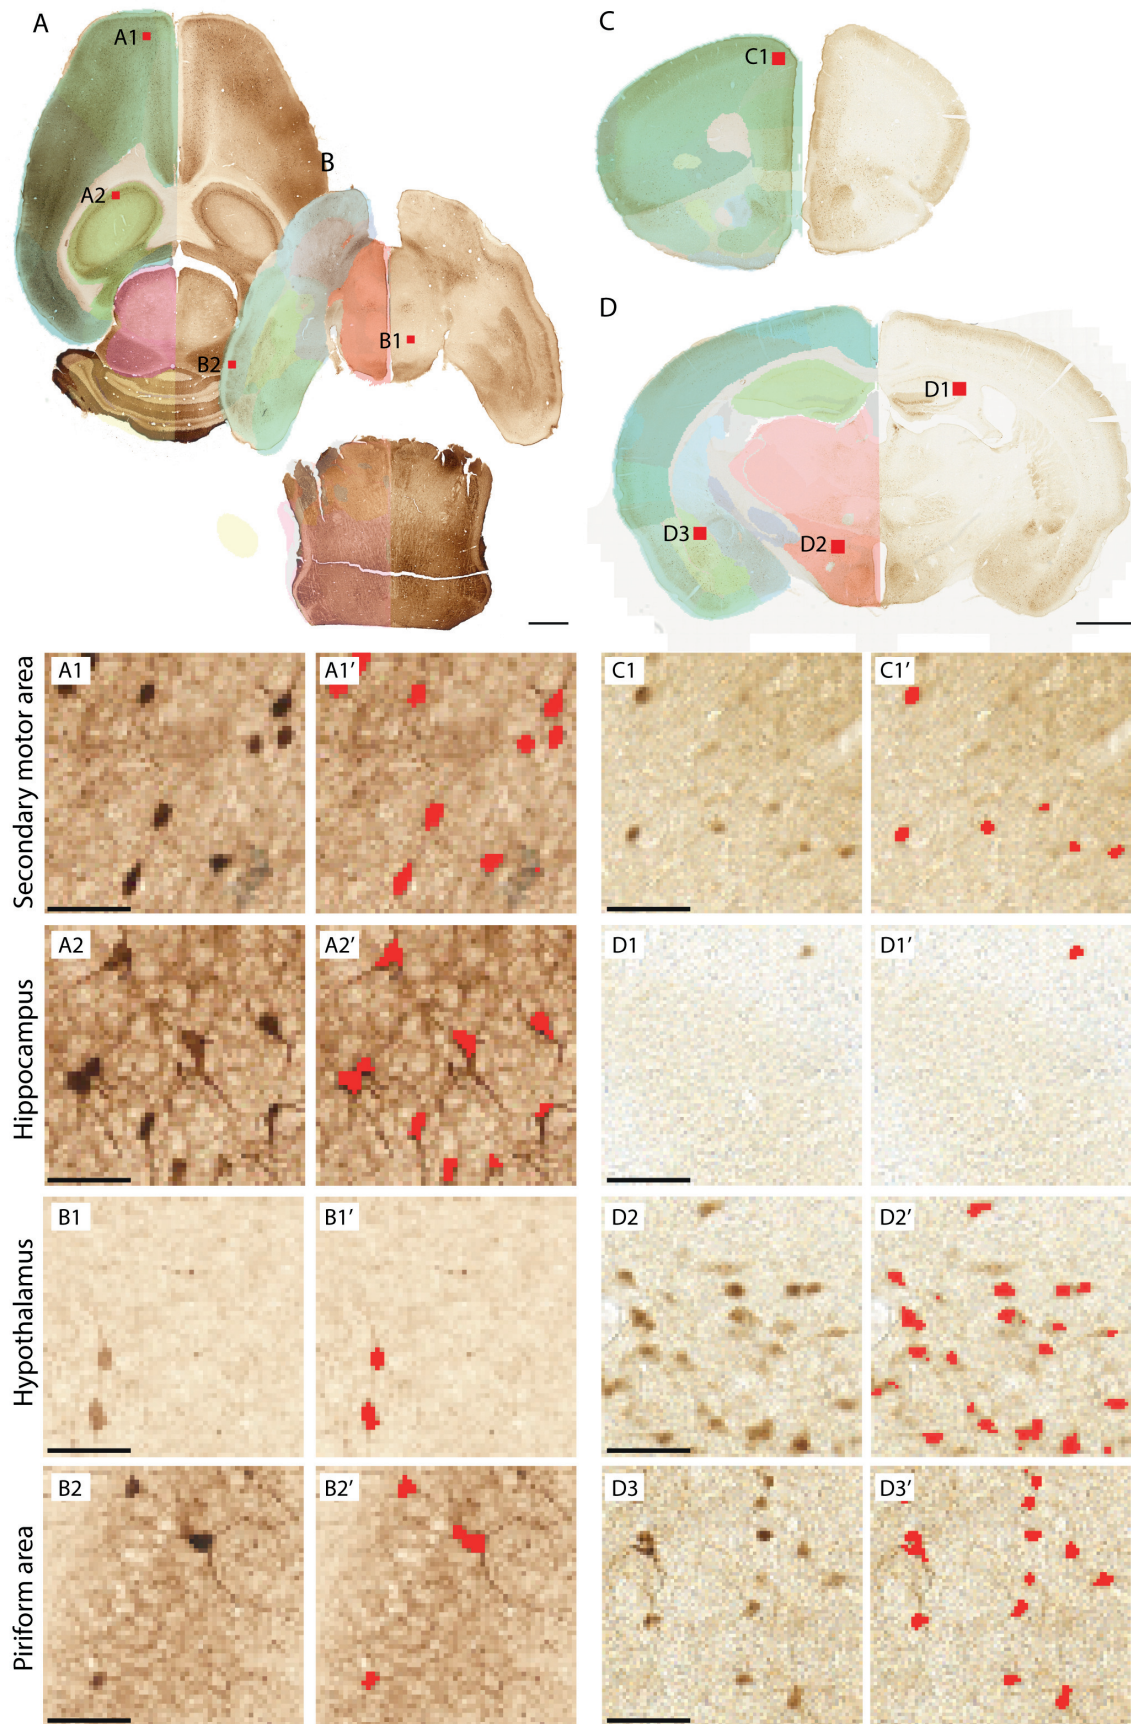 A
A1
A2
B
B1
B2
C
C1
D
D1
D2
D3
Secondary motor area
A1
A1’
C1
C1’
Hippocampus
A2
A2’
D1
D1’
Hypothalamus
B1
B1’
D2
D2’
Piriform area
B2
B2’
D3
D3’